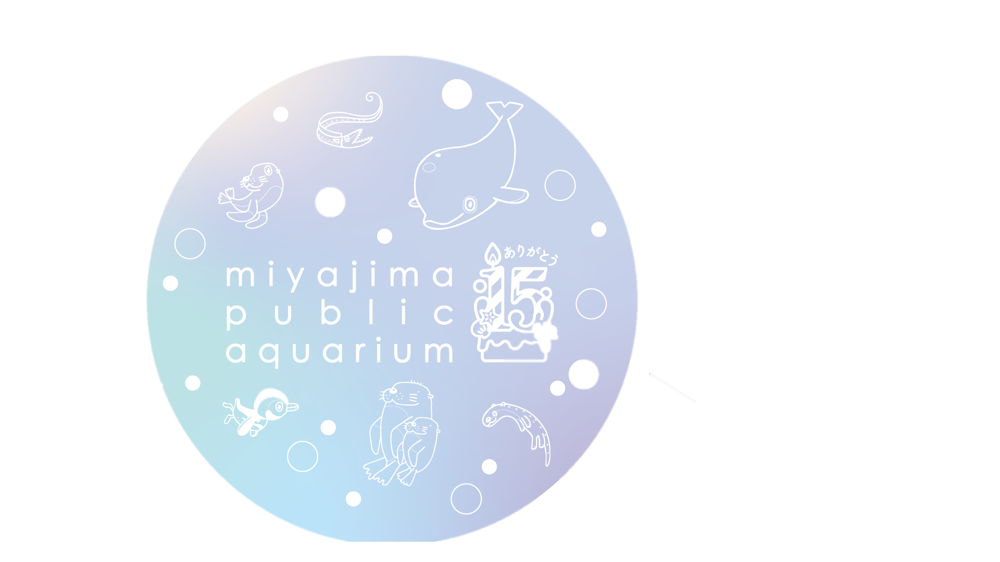 ありがとう
15
miyajima
public
aquarium